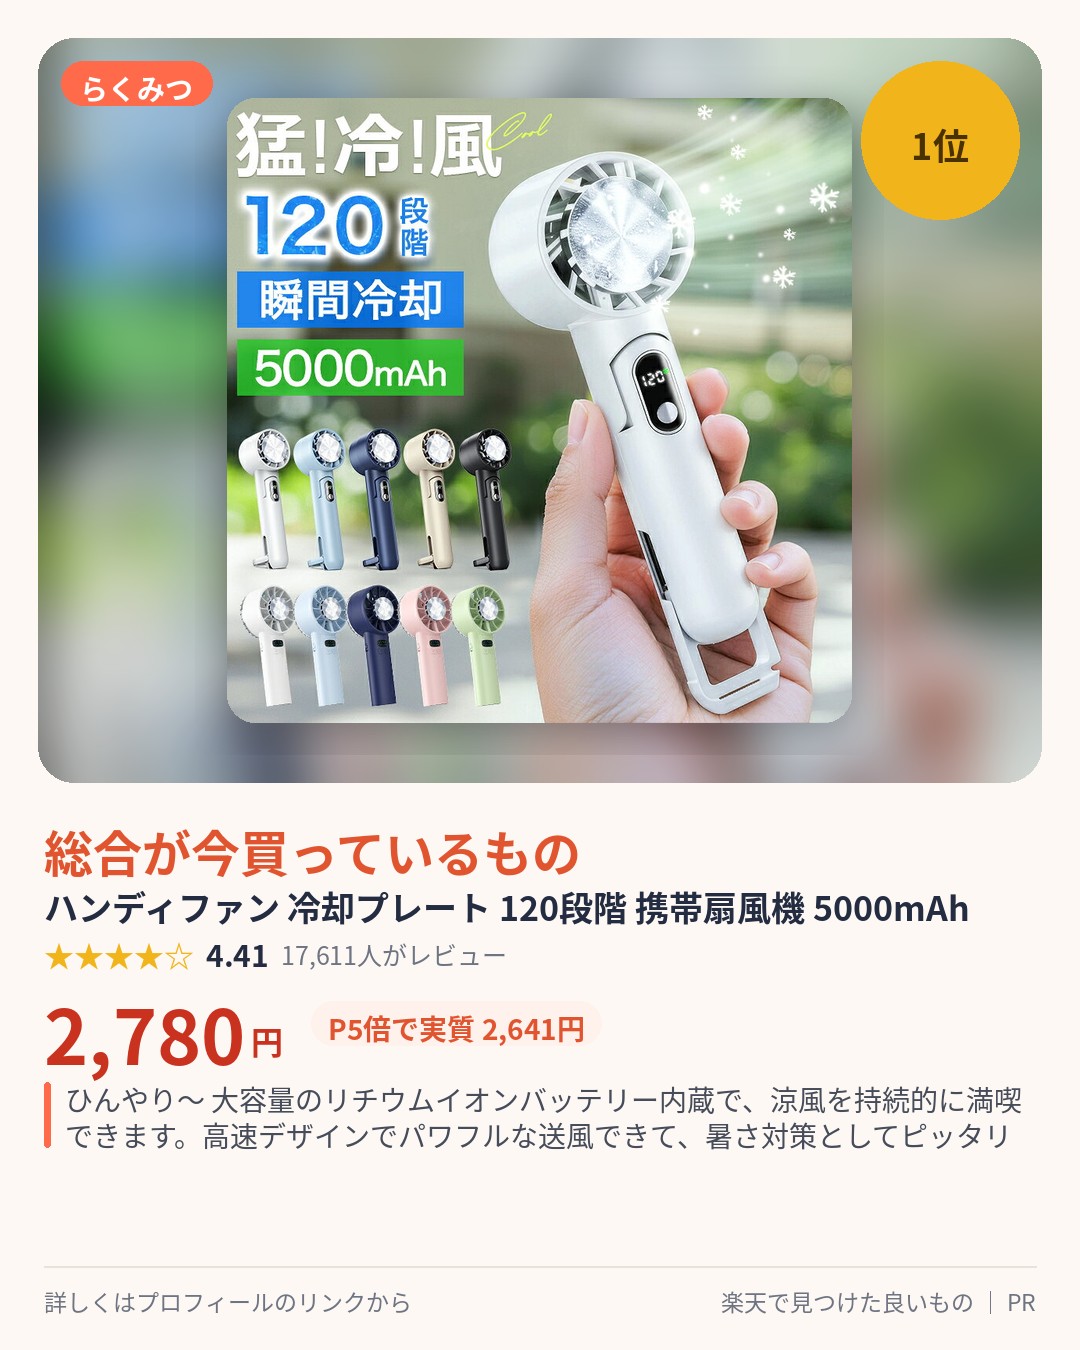 らくみつ
1位
猛!冷!風
Cool
120段階
瞬間冷却
5000mAh
120
総合が今買っているもの
ハンディファン 冷却プレート 120段階 携帯扇風機 5000mAh
★★★★☆ 4.41 17,611人がレビュー
2,780円 P5倍で実質 2,641円
ひんやり〜 大容量のリチウムイオンバッテリー内蔵で、涼風を持続的に満喫
できます。高速デザインでパワフルな送風できて、暑さ対策としてピッタリ
詳しくはプロフィールのリンクから
楽天で見つけた良いもの｜PR